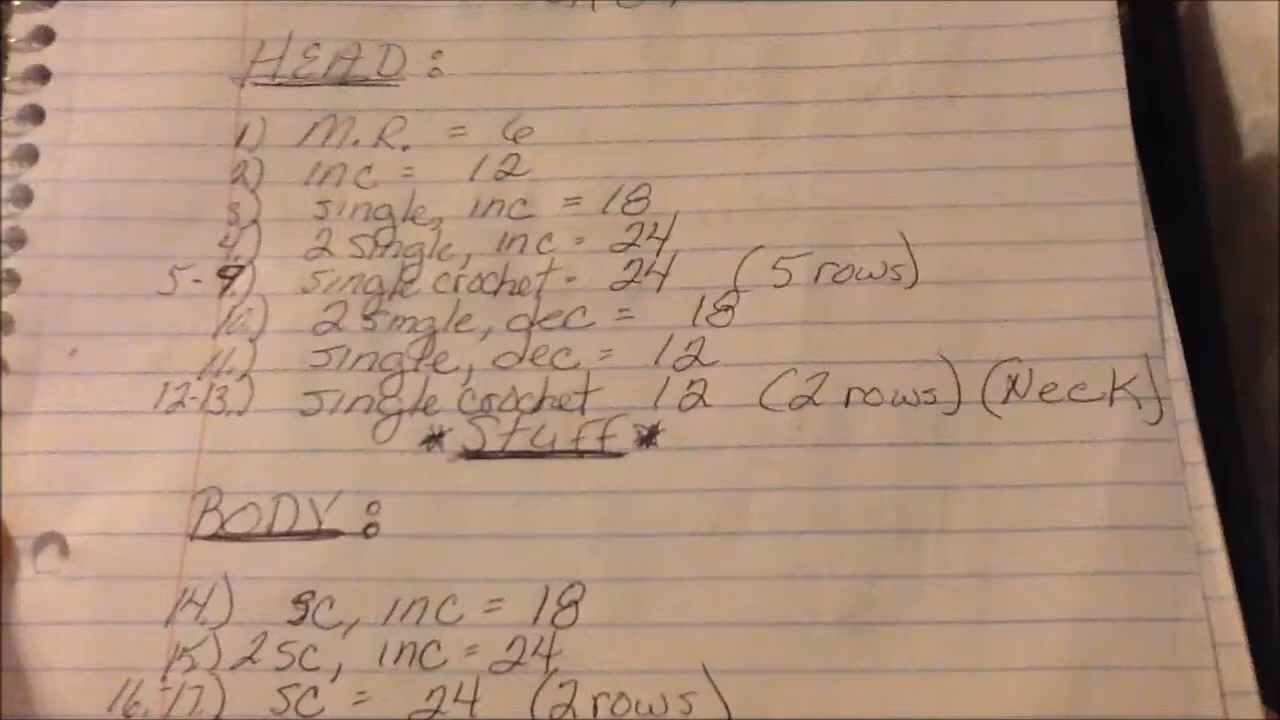 HEAD:
1) M.R. = 6
2) inc = 12
3) single, inc = 18
4.) 2 single, inc = 24
5-9.) single crochet - 24 (5 rows)
10.) 2 single, dec = 18
11.) single, dec = 12
12-13.) single crochet 12 (2 rows) (Neck)
*Stuff*
BODY:
14.) sc, inc = 18
15.) 2 sc, inc = 24
16.-17.) sc = 24 (2 rows)